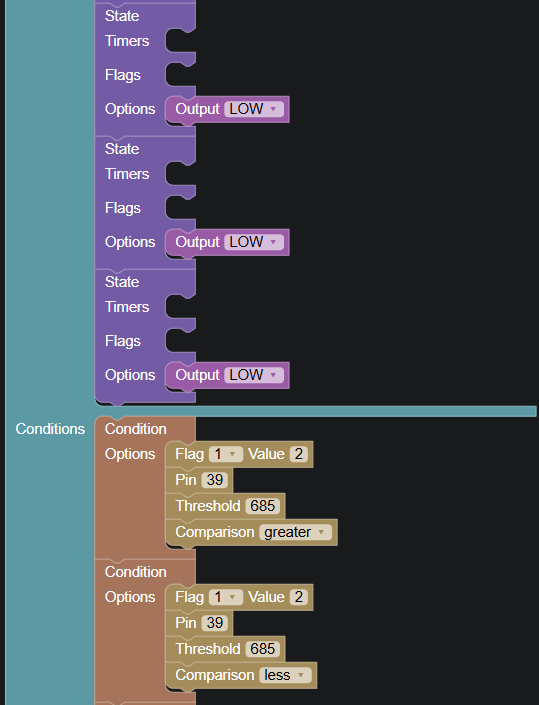 State
Timers
Flags
Options Output LOW
State
Timers
Flags
Options Output LOW
State
Timers
Flags
Options Output LOW
Conditions Condition
Options Flag 1 Value 2
Pin 39
Threshold 685
Comparison greater
Condition
Options Flag 1 Value 2
Pin 39
Threshold 685
Comparison less